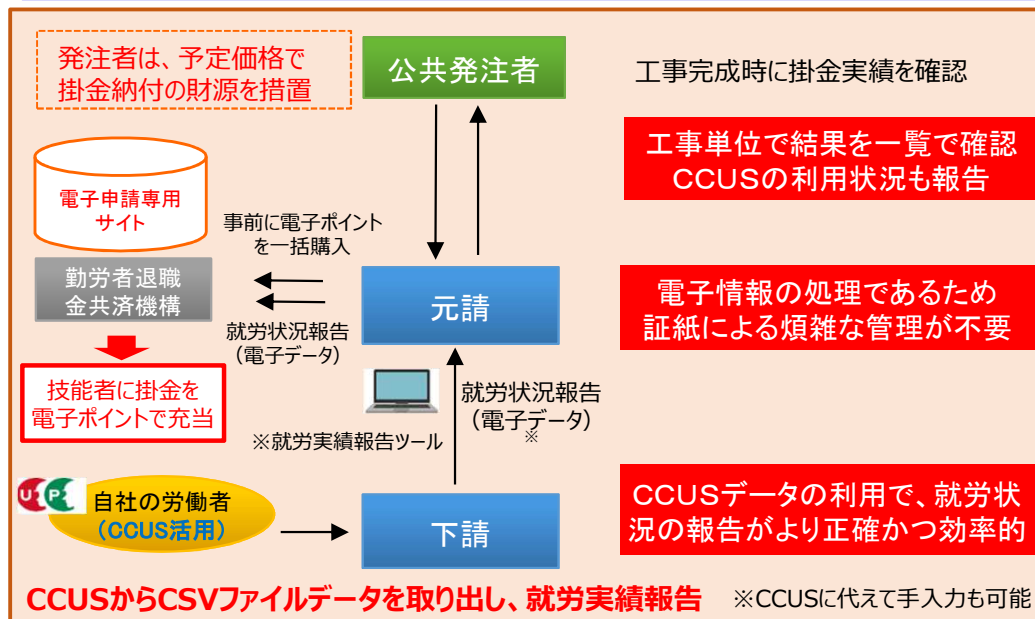 発注者は、予定価格で
掛金納付の財源を措置
公共発注者
工事完成時に掛金実績を確認
工事単位で結果を一覧で確認
CCUSの利用状況も報告
電子申請専用
サイト
事前に電子ポイント
を一括購入
勤労者退職
金共済機構
元請
電子情報の処理であるため
証紙による煩雑な管理が不要
就労状況報告
(電子データ)
技能者に掛金を
電子ポイントで充当
就労状況報告
(電子データ)
※
※就労実績報告ツール
自社の労働者
(CCUS活用)
下請
CCUSデータの利用で、就労状
況の報告がより正確かつ効率的
CCUSからCSVファイルデータを取り出し、就労実績報告
※CCUSに代えて手入力も可能